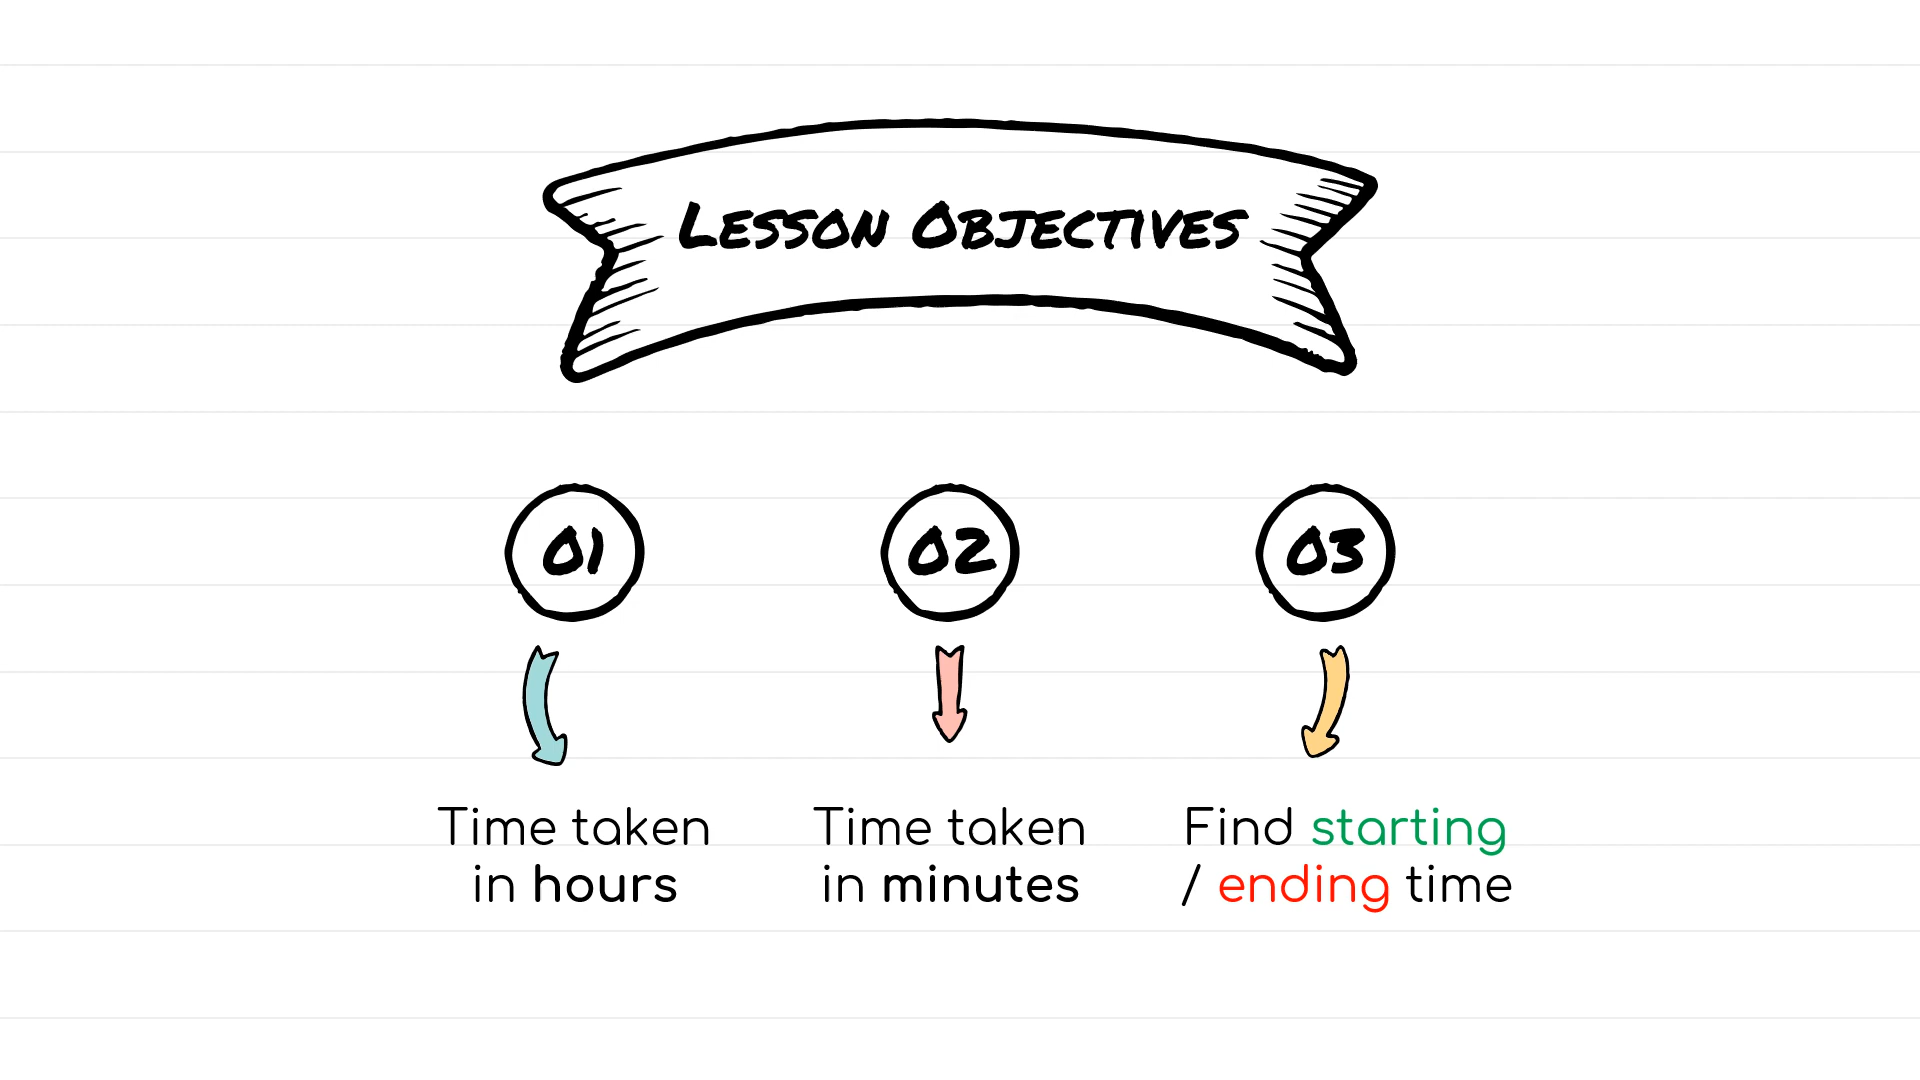 LESSON OBJECTIVES
01
02
03
Time taken
in hours
Time taken
in minutes
Find starting
/ ending time